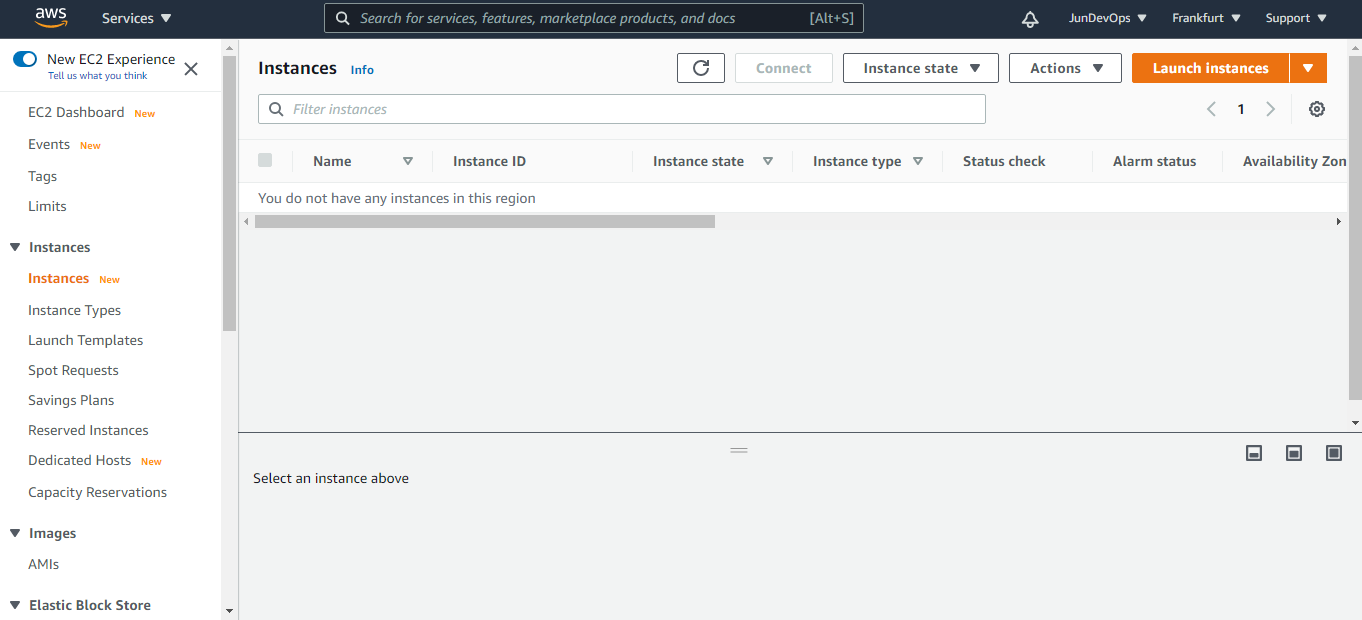 aws Services Search for services, features, marketplace products, and docs [Alt+S] JunDevOps Frankfurt Support
New EC2 Experience
Tell us what you think
EC2 Dashboard New
Events New
Tags
Limits
Instances
Instances New
Instance Types
Launch Templates
Spot Requests
Savings Plans
Reserved Instances
Dedicated Hosts New
Capacity Reservations
Images
AMIs
Elastic Block Store
Instances Info Connect Instance state Actions Launch instances
Filter instances 1
Name Instance ID Instance state Instance type Status check Alarm status Availability Zon
You do not have any instances in this region
Select an instance above